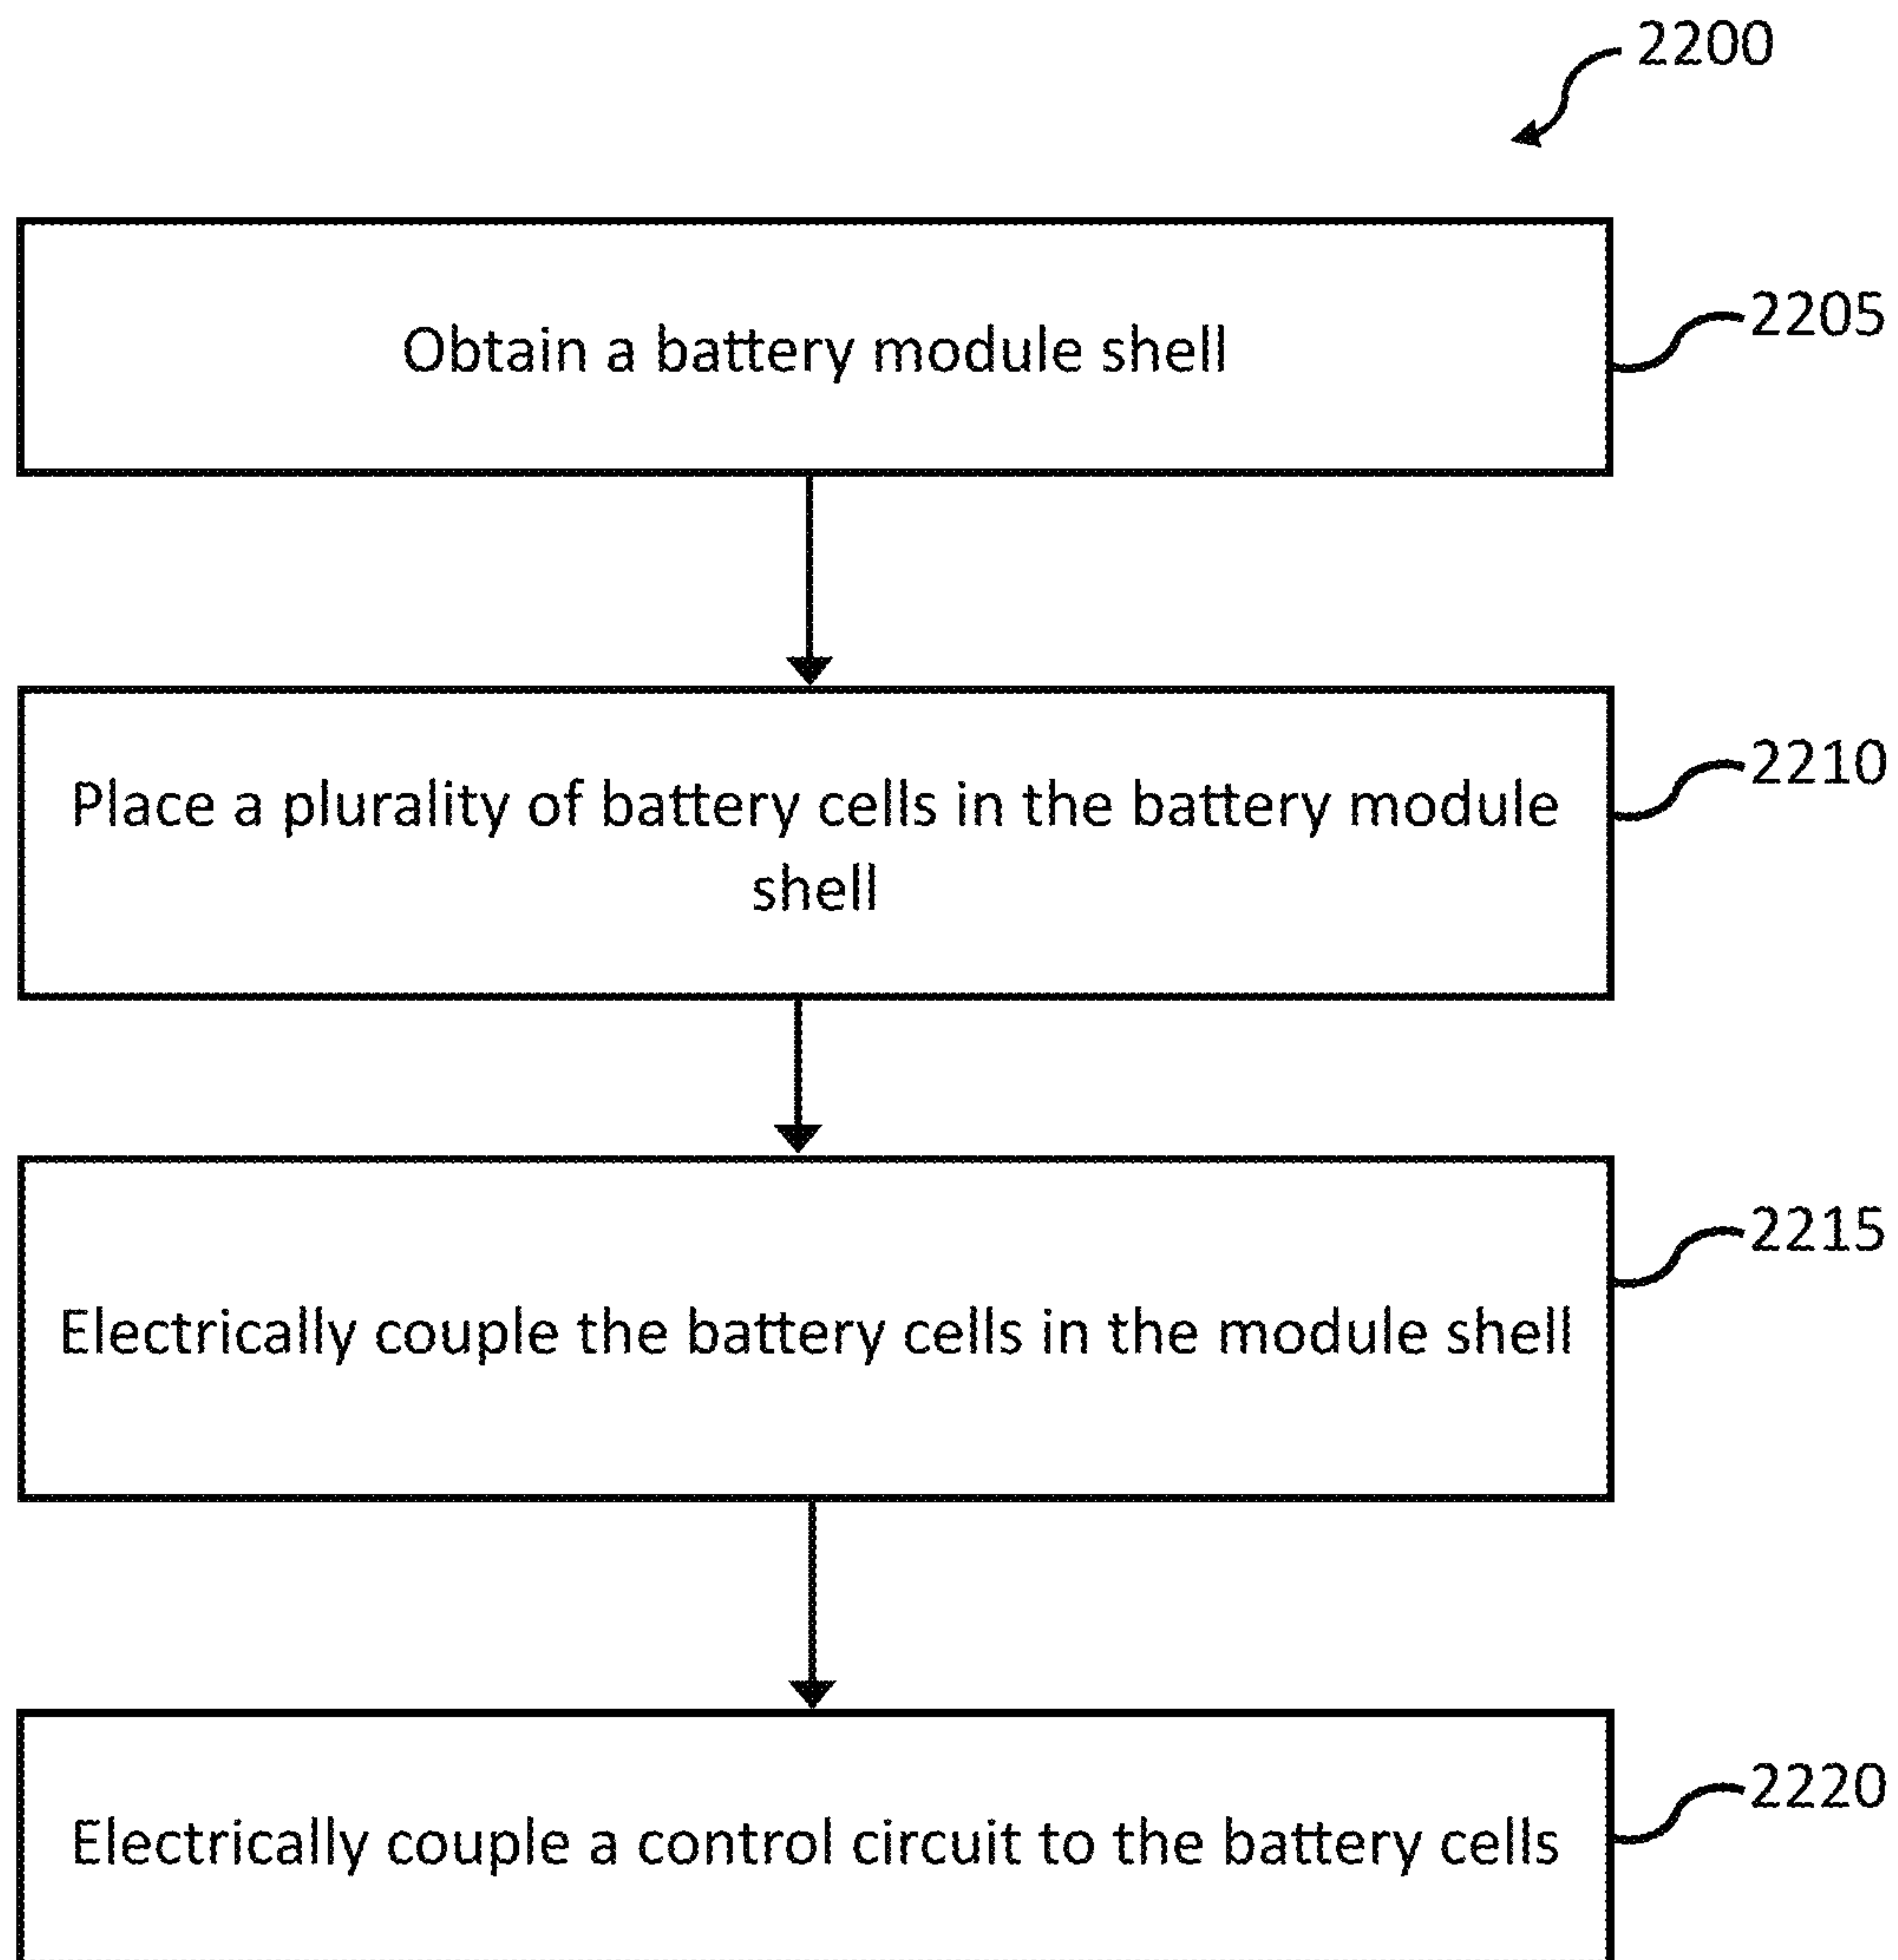 2200
Obtain a battery module shell
2205
Place a plurality of battery cells in the battery module
shell
2210
Electrically couple the battery cells in the module shell
2215
Electrically couple a control circuit to the battery cells
2220